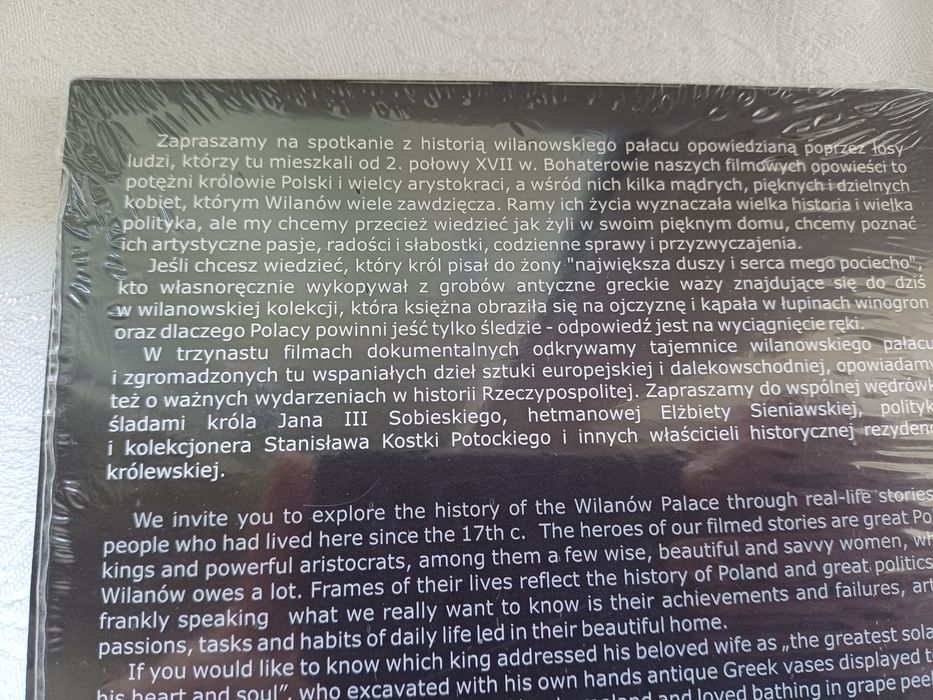 Zapraszamy na spotkanie z historią wilanowskiego pałacu opowiedzianą poprzez losy
ludzi, którzy tu mieszkali od 2. połowy XVII w. Bohaterowie naszych filmowych opowieści to
potężni królowie Polski i wielcy arystokraci, a wśród nich kilka mądrych, pięknych i dzielnych
kobiet, którym Wilanów wiele zawdzięcza. Ramy ich życia wyznaczała wielka historia i wielka
polityka, ale my chcemy przecież wiedzieć jak żyli w swoim pięknym domu, chcemy poznać
ich artystyczne pasje, radości i słabostki, codzienne sprawy i przyzwyczajenia.
Jeśli chcesz wiedzieć, który król pisał do żony "największa duszy i serca mego pociecho",
kto własnoręcznie wykopywał z grobów antyczne greckie wazy znajdujące się do dziś
w wilanowskiej kolekcji, która księżna obraziła się na ojczyznę i kąpała w łupinach winogron
oraz dlaczego Polacy powinni jeść tylko śledzie - odpowiedź jest na wyciągnięcie ręki.
W trzynastu filmach dokumentalnych odkrywamy tajemnice wilanowskiego pałacu
i zgromadzonych tu wspaniałych dzieł sztuki europejskiej i dalekowschodniej, opowiadamy
też o ważnych wydarzeniach w historii Rzeczypospolitej. Zapraszamy do wspólnej wędrówk
śladami króla Jana III Sobieskiego, hetmanowej Elżbiety Sieniawskiej, polityk
i kolekcjonera Stanisława Kostki Potockiego i innych właścicieli historycznej rezydenc
królewskiej.
We invite you to explore the history of the Wilanów Palace through real-life stories
people who had lived here since the 17th c. The heroes of our filmed stories are great Po
kings and powerful aristocrats, among them a few wise, beautiful and savvy women, wh
Wilanów owes a lot. Frames of their lives reflect the history of Poland and great politics
frankly speaking what we really want to know is their achievements and failures, art
passions, tasks and habits of daily life led in their beautiful home.
If you would like to know which king addressed his beloved wife as „the greatest sola
his heart and soul", who excavated with his own hands antique Greek vases displayed t
and loved bathing in grape peel